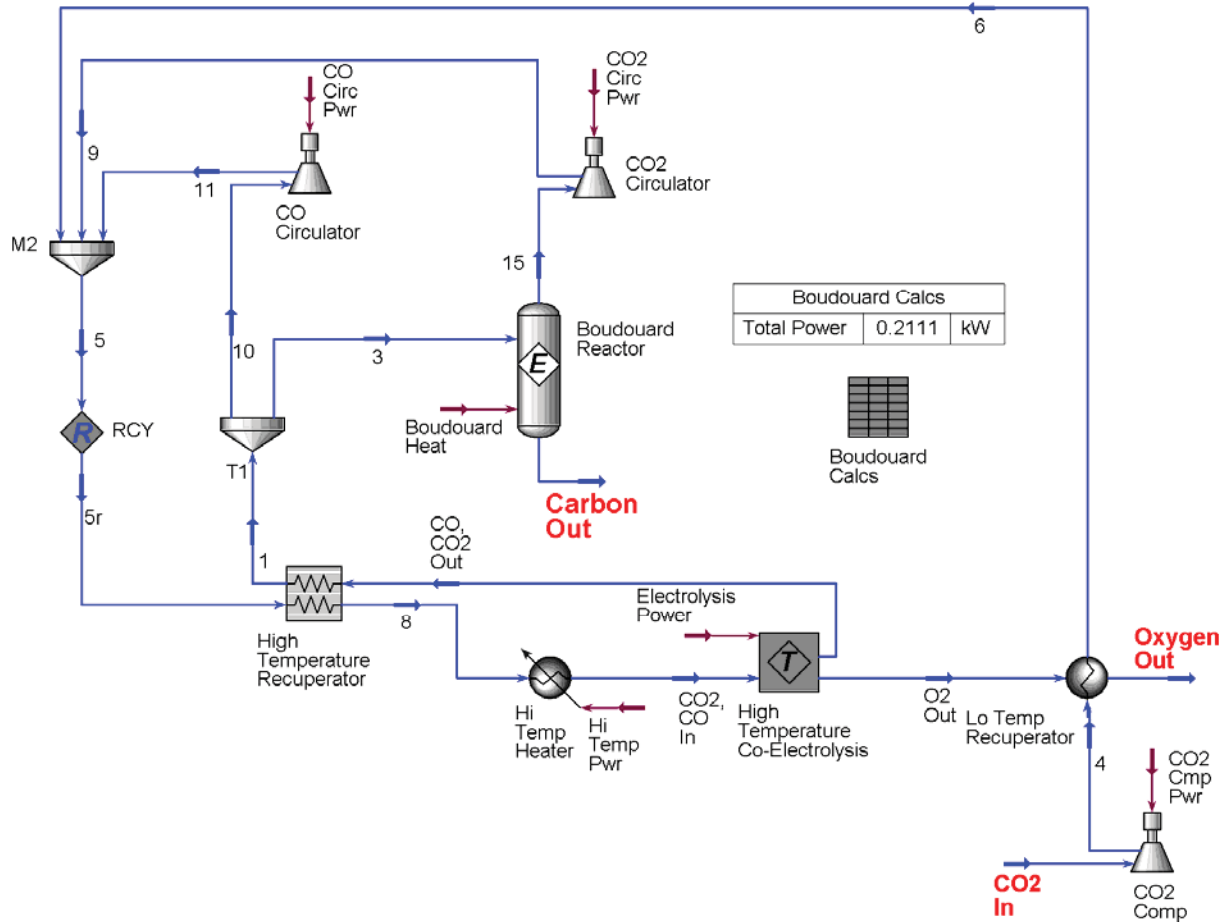 6
CO
Circ
Pwr
CO2
Circ
Pwr
9
11
CO
Circulator
CO2
Circulator
M2
15
5
10
3
Boudouard
Reactor
E
Boudouard Calcs
Total Power 0.2111 kW
R
RCY
T1
Boudouard
Heat
Boudouard
Calcs
Carbon
Out
5r
1
CO,
CO2
Out
8
High
Temperature
Recuperator
Electrolysis
Power
T
Hi
Temp
Heater
Hi
Temp
Pwr
CO2,
CO
In
High
Temperature
Co-Electrolysis
O2
Out
Lo Temp
Recuperator
Oxygen
Out
4
CO2
Cmp
Pwr
CO2
In
CO2
Comp